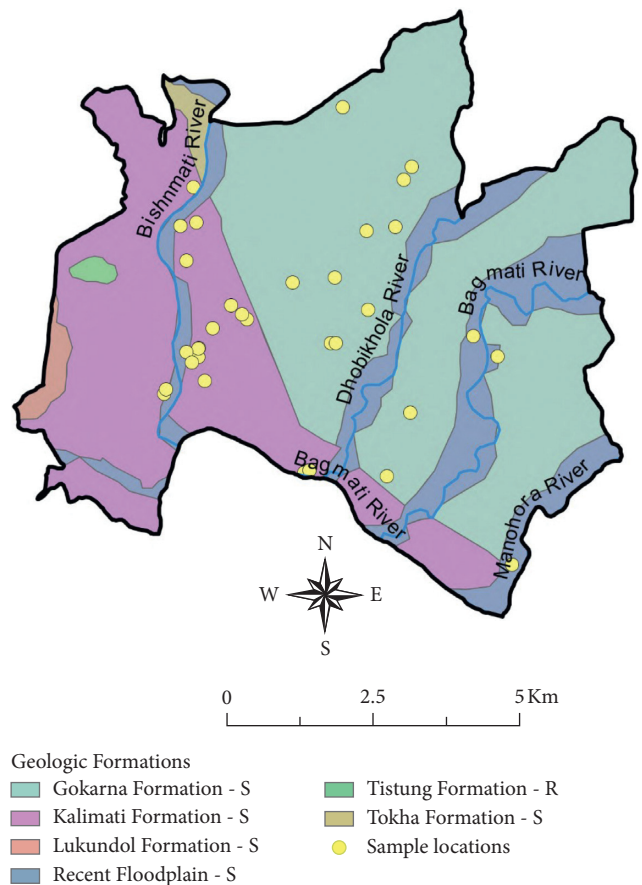 Bishnmati River
Dhobikhola River
Bagmati River
Bagmati River
Manohora River
N
W E
S
0 2.5 5 Km
Geologic Formations
Gokarna Formation - S
Kalimati Formation - S
Lukundol Formation - S
Recent Floodplain - S
Tistung Formation - R
Tokha Formation - S
Sample locations